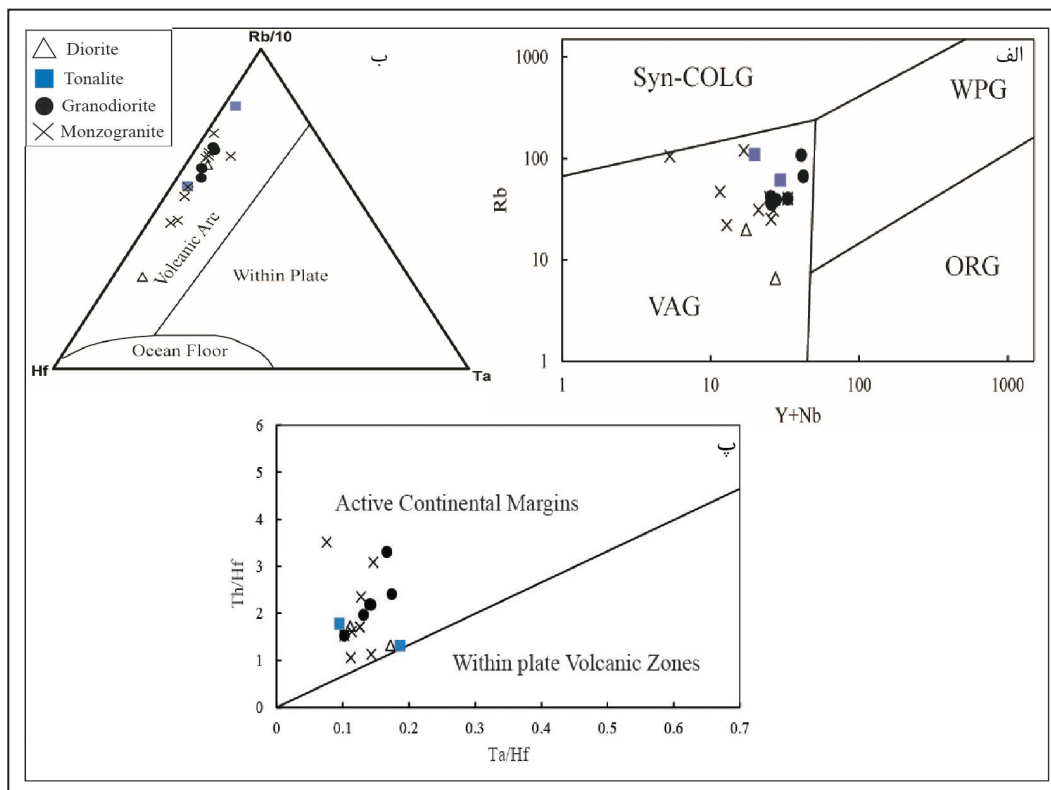 Diorite
Tonalite
Granodiorite
Monzogranite
Rb/10
ب
Volcanic Arc
Within Plate
Ocean Floor
Hf
Ta
الف
1000
100
10
1
Rb
Syn-COLG
WPG
VAG
ORG
1
10
100
1000
Y+Nb
پ
6
5
4
3
2
1
0
Th/Hf
Active Continental Margins
Within plate Volcanic Zones
0
0.1
0.2
0.3
0.4
0.5
0.6
0.7
Ta/Hf